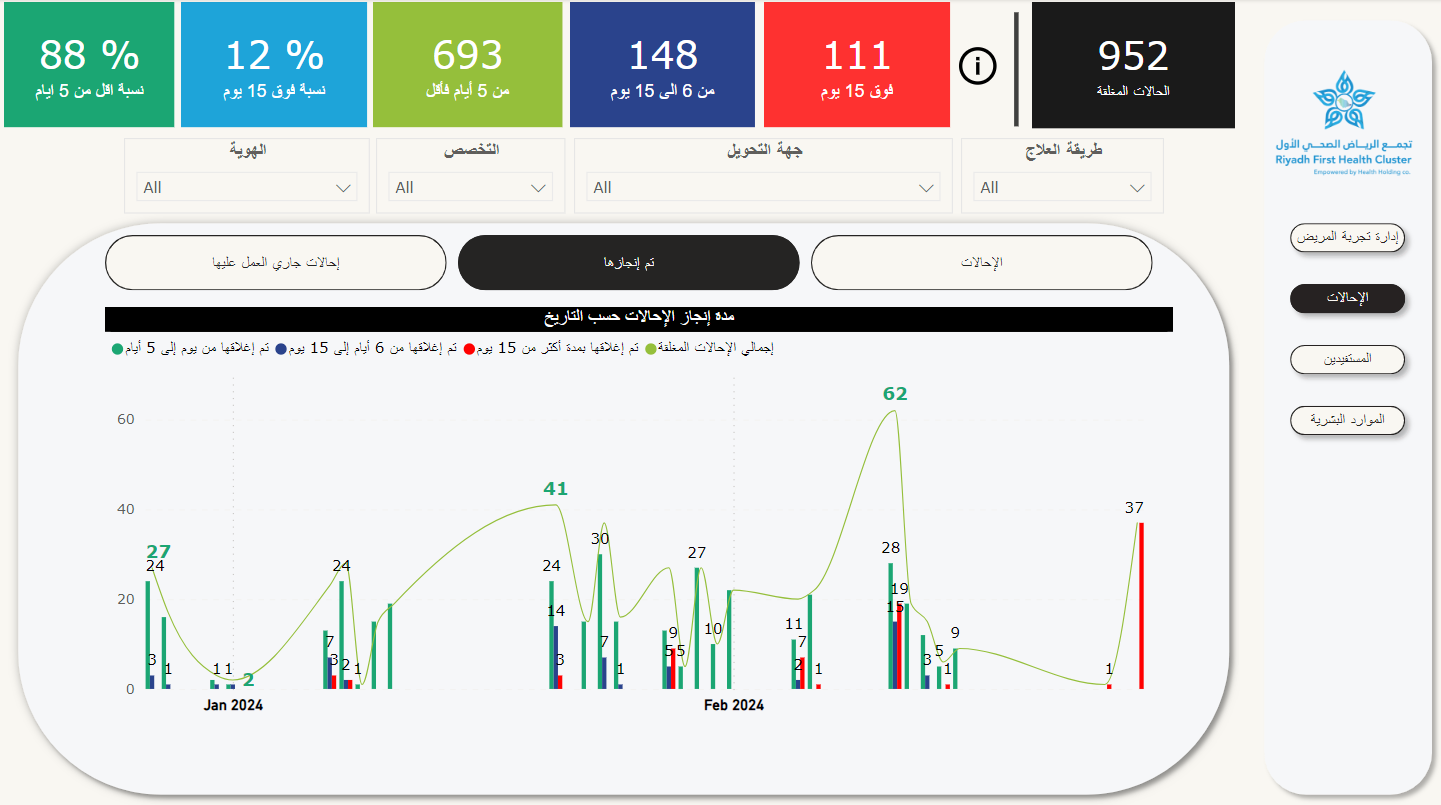 952
الحالات المغلقة
111
فوق 15 يوم
148
من 6 الى 15 يوم
693
من 5 أيام فأقل
12 %
نسبة فوق 15 يوم
88 %
نسبة اقل من 5 ايام
تجمع الرياض الصحي الأول
Riyadh First Health Cluster
Empowered by Health Holding co.
إدارة تجربة المريض
الإحالات
المستفيدين
الموارد البشرية
طريقة العلاج
All
جهة التحويل
All
التخصص
All
الهوية
All
الإحالات
تم إنجازها
إحالات جاري العمل عليها
مدة إنجاز الإحالات حسب التاريخ
تم إغلاقها من يوم إلى 5 أيام
تم إغلاقها من 6 أيام إلى 15 يوم
تم إغلاقها بمدة أكثر من 15 يوم
إجمالي الإحالات المغلقة
60
40
20
0
27
24
3
1
1
1
2
24
7
3
2
1
41
24
14
3
30
7
1
9
5
5
27
10
11
7
2
1
62
28
19
15
3
5
1
9
1
37
Jan 2024
Feb 2024